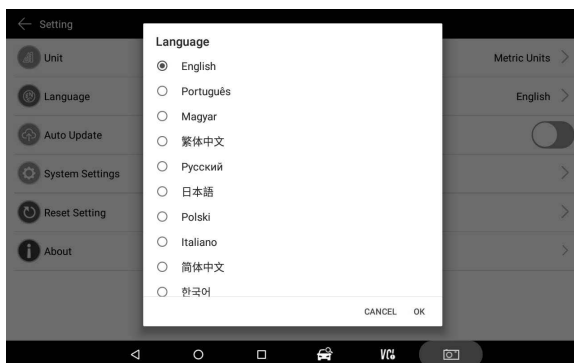 Setting
Unit
Metric Units
Language
English
Auto Update
System Settings
Reset Setting
About
Language
English
Português
Magyar
繁体中文
Русский
日本語
Polski
Italiano
简体中文
한국어
CANCEL OK
VCI